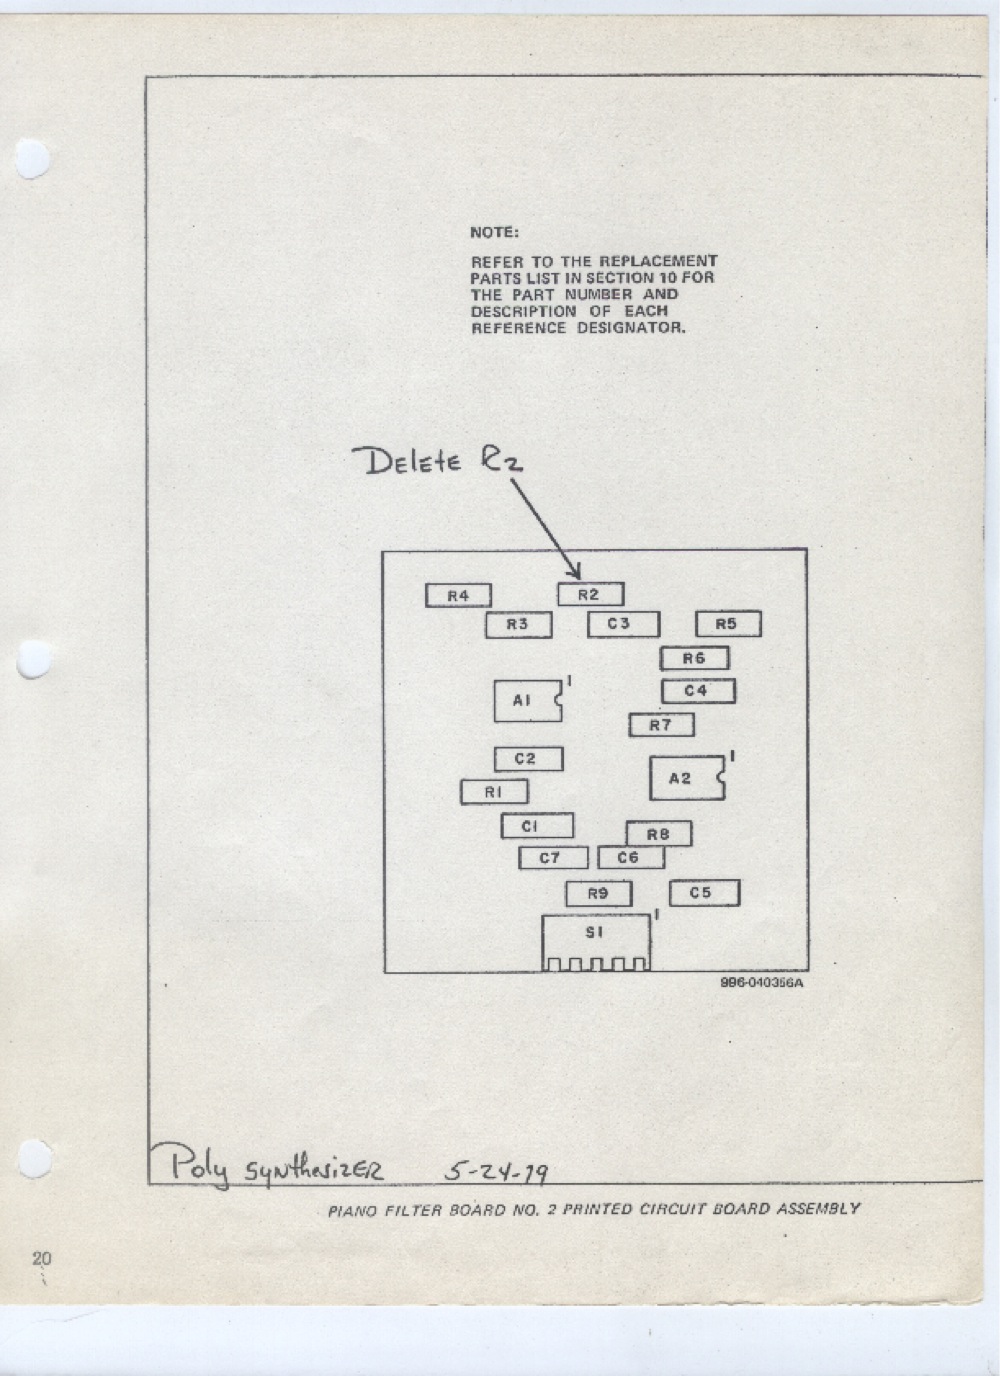 NOTE:
REFER TO THE REPLACEMENT
PARTS LIST IN SECTION 10 FOR
THE PART NUMBER AND
DESCRIPTION OF EACH
REFERENCE DESIGNATOR.
Delete R2
R4 R2
R3 C3 R5
R6
A1 1 C4
R7
C2 1
A2
R1
C1 R8
C7 C6
R9 C5
S1 1
996-040356A
Poly Synthesizer 5-24-79
PIANO FILTER BOARD NO. 2 PRINTED CIRCUIT BOARD ASSEMBLY
20